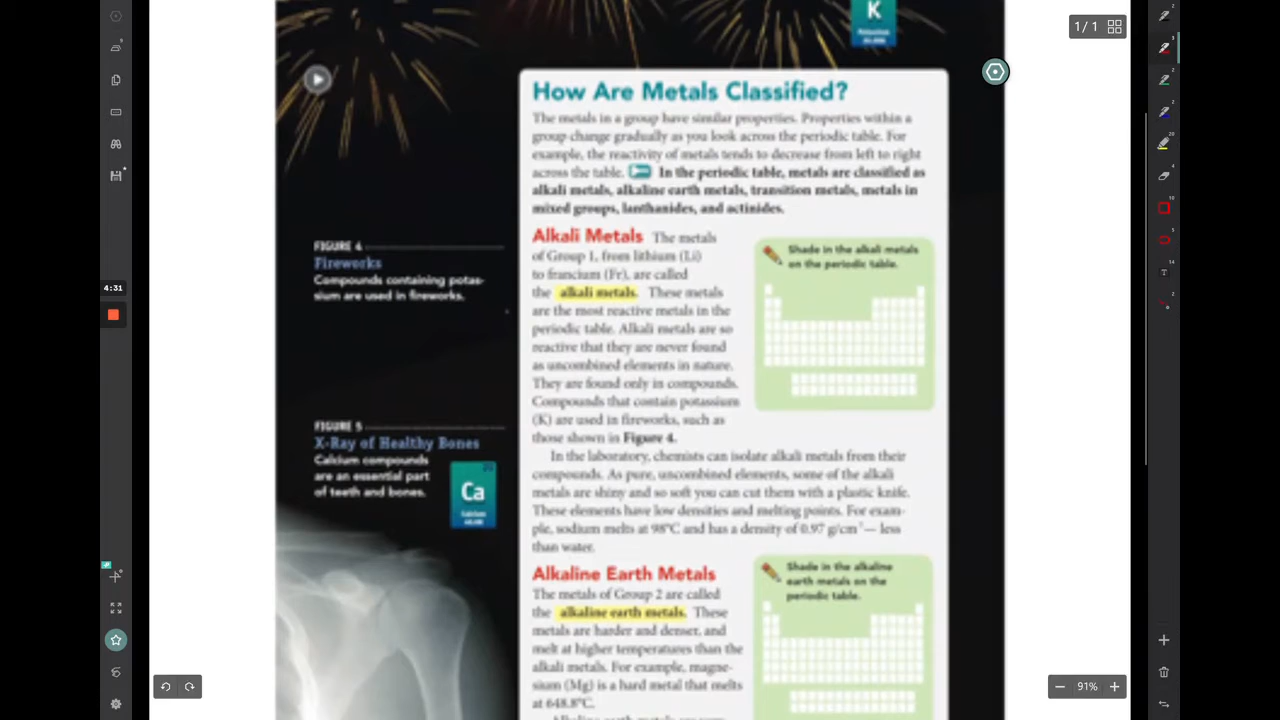 K
Potassium
1/1
How Are Metals Classified?
The metals in a group have similar properties. Properties within a
group change gradually as you look across the periodic table. For
example, the reactivity of metals tends to decrease from left to right
across the table. In the periodic table, metals are classified as
alkali metals, alkaline earth metals, transition metals, metals in
mixed groups, lanthanides, and actinides.
FIGURE 4
Fireworks
Compounds containing potas-
sium are used in fireworks.
4:31
Alkali Metals The metals
of Group 1, from lithium (Li)
to francium (Fr), are called
the alkali metals. These metals
are the most reactive metals in the
periodic table. Alkali metals are so
reactive that they are never found
as uncombined elements in nature.
They are found only in compounds.
Compounds that contain potassium
(K) are used in fireworks, such as
those shown in Figure 4.
Shade in the alkali metals
on the periodic table.
In the laboratory, chemists can isolate alkali metals from their
compounds. As pure, uncombined elements, some of the alkali
metals are shiny and so soft you can cut them with a plastic knife.
These elements have low densities and melting points. For exam-
ple, sodium melts at 98°C and has a density of 0.97 g/cm³— less
than water.
FIGURE 5
X-Ray of Healthy Bones
Calcium compounds
are an essential part
of teeth and bones.
Ca
Calcium
Alkaline Earth Metals
The metals of Group 2 are called
the alkaline earth metals. These
metals are harder and denser, and
melt at higher temperatures than the
alkali metals. For example, magne-
sium (Mg) is a hard metal that melts
at 648.8°C.
Shade in the alkaline
earth metals on the
periodic table.
91%